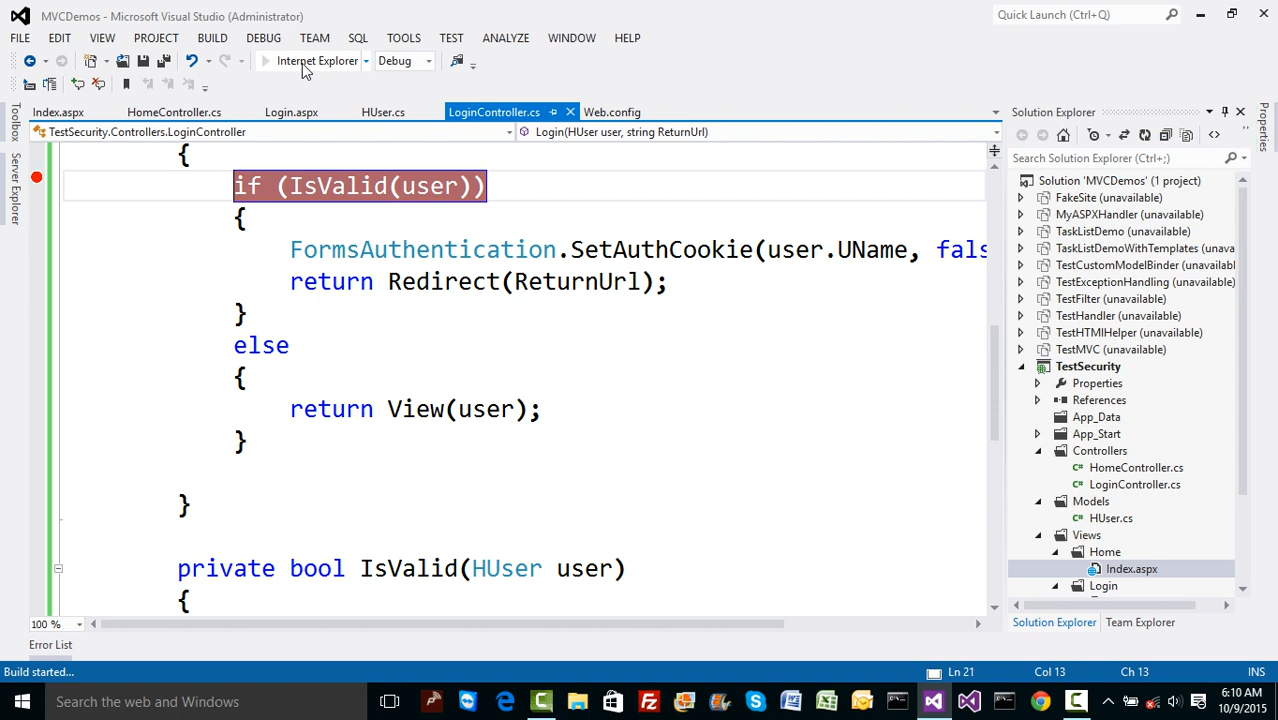 MVCDemos - Microsoft Visual Studio (Administrator)
Quick Launch (Ctrl+Q)
FILE EDIT VIEW PROJECT BUILD DEBUG TEAM SQL TOOLS TEST ANALYZE WINDOW HELP
Internet Explorer Debug
Index.aspx HomeController.cs Login.aspx HUser.cs LoginController.cs Web.config
Solution Explorer
Toolbox
Server Explorer
Properties
TestSecurity.Controllers.LoginController Login(HUser user, string ReturnUrl)
{
if (IsValid(user))
{
FormsAuthentication.SetAuthCookie(user.UName, fals
return Redirect(ReturnUrl);
}
else
{
return View(user);
}
}
private bool IsValid(HUser user)
{
100 %
Search Solution Explorer (Ctrl+;)
Solution 'MVCDemos' (1 project)
FakeSite (unavailable)
MyASPXHandler (unavailable)
TaskListDemo (unavailable)
TaskListDemoWithTemplates (unavailable)
TestCustomModelBinder (unavailable)
TestExceptionHandling (unavailable)
TestFilter (unavailable)
TestHandler (unavailable)
TestHTMlHelper (unavailable)
TestMVC (unavailable)
TestSecurity
Properties
References
App_Data
App_Start
Controllers
HomeController.cs
LoginController.cs
Models
HUser.cs
Views
Home
Index.aspx
Login
Solution Explorer Team Explorer
Error List
Build started... Ln 21 Col 13 Ch 13 INS
Search the web and Windows
6:10 AM
10/9/2015